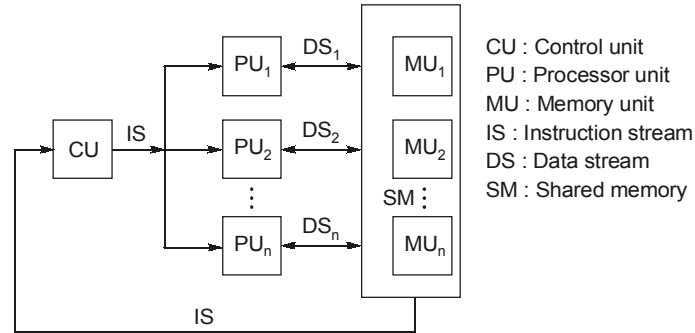 DS₁
PU₁
MU₁
CU : Control unit
PU : Processor unit
MU : Memory unit
IS : Instruction stream
DS : Data stream
SM : Shared memory
IS
CU
DS₂
PU₂
MU₂
SM
DSₙ
PUₙ
MUₙ
IS